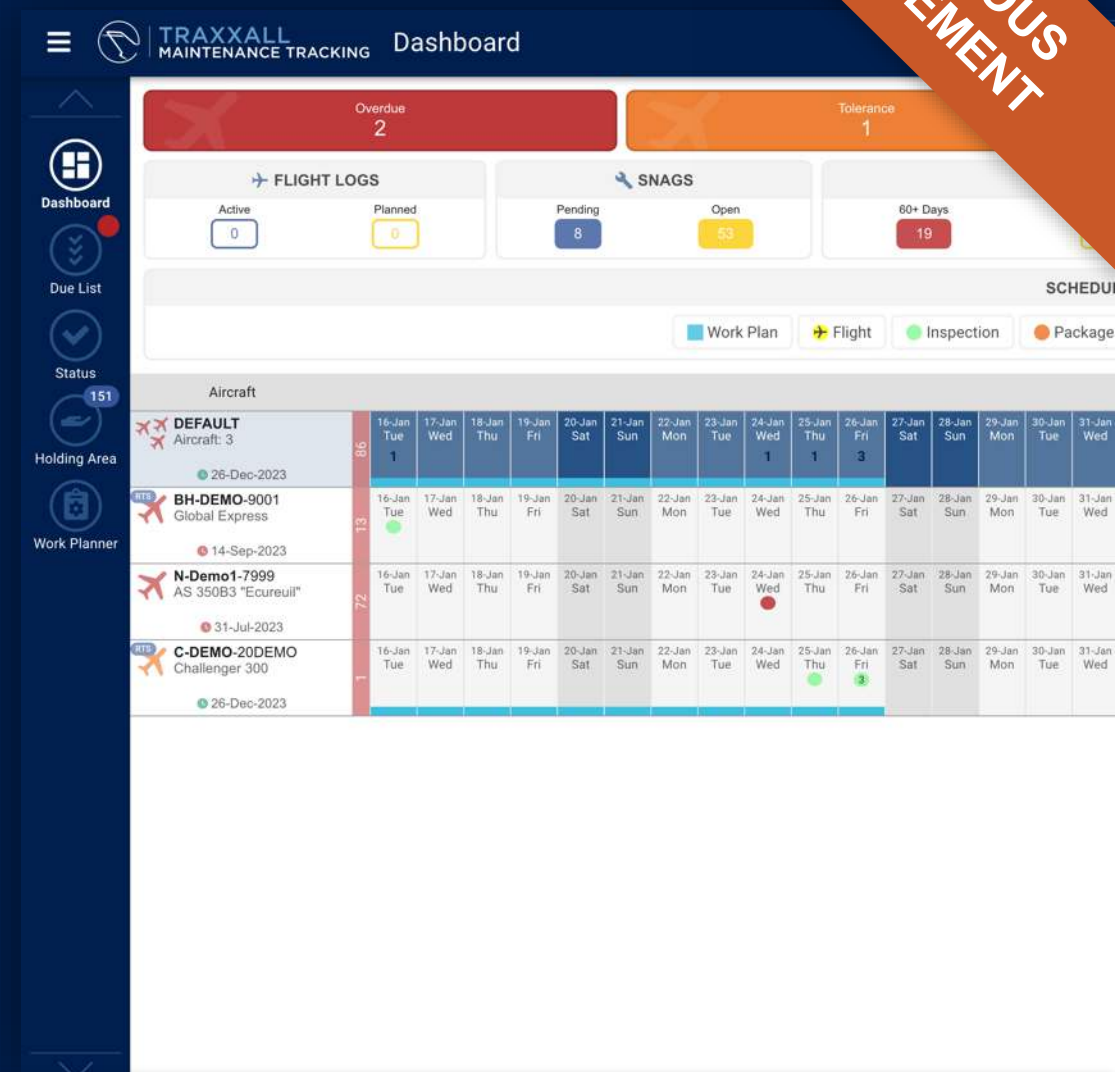 TRAXXALL
MAINTENANCE TRACKING
Dashboard
OUS
EMENT
Overdue
2
Tolerance
1
FLIGHT LOGS
Active
0
Planned
0
SNAGS
Pending
8
Open
53
60+ Days
19
Dashboard
Due List
Status
151
Holding Area
Work Planner
SCHEDU
Work Plan
Flight
Inspection
Package
Aircraft
DEFAULT
Aircraft: 3
26-Dec-2023
86
16-Jan 17-Jan 18-Jan 19-Jan 20-Jan 21-Jan 22-Jan 23-Jan 24-Jan 25-Jan 26-Jan 27-Jan 28-Jan 29-Jan 30-Jan 31-Jan
Tue Wed Thu Fri Sat Sun Mon Tue Wed Thu Fri Sat Sun Mon Tue Wed
1 1 1 3
RTS
BH-DEMO-9001
Global Express
14-Sep-2023
13
16-Jan 17-Jan 18-Jan 19-Jan 20-Jan 21-Jan 22-Jan 23-Jan 24-Jan 25-Jan 26-Jan 27-Jan 28-Jan 29-Jan 30-Jan 31-Jan
Tue Wed Thu Fri Sat Sun Mon Tue Wed Thu Fri Sat Sun Mon Tue Wed
N-Demo1-7999
AS 350B3 "Ecureuil"
31-Jul-2023
72
16-Jan 17-Jan 18-Jan 19-Jan 20-Jan 21-Jan 22-Jan 23-Jan 24-Jan 25-Jan 26-Jan 27-Jan 28-Jan 29-Jan 30-Jan 31-Jan
Tue Wed Thu Fri Sat Sun Mon Tue Wed Thu Fri Sat Sun Mon Tue Wed
RTS
C-DEMO-20DEMO
Challenger 300
26-Dec-2023
1
16-Jan 17-Jan 18-Jan 19-Jan 20-Jan 21-Jan 22-Jan 23-Jan 24-Jan 25-Jan 26-Jan 27-Jan 28-Jan 29-Jan 30-Jan 31-Jan
Tue Wed Thu Fri Sat Sun Mon Tue Wed Thu Fri Sat Sun Mon Tue Wed
3